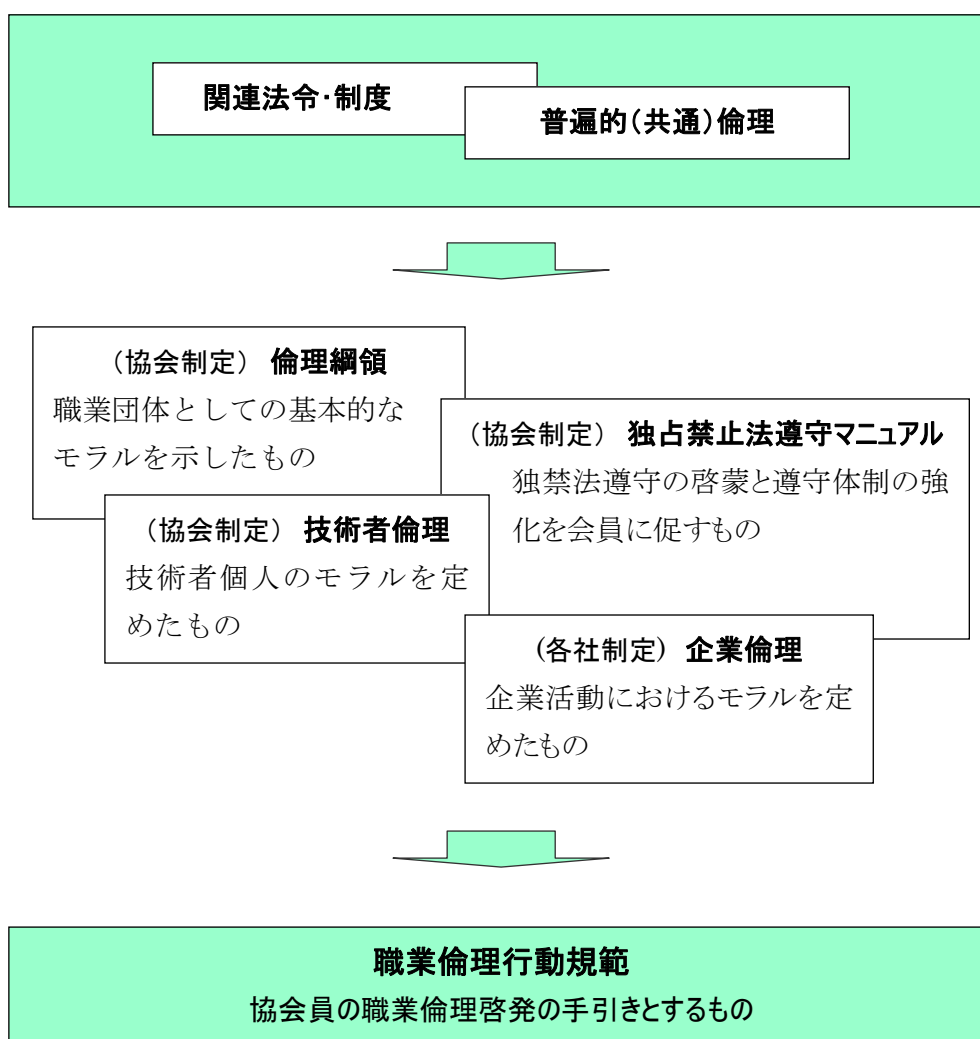 関連法令・制度
普遍的(共通)倫理
(協会制定) 倫理綱領
職業団体としての基本的な
モラルを示したもの
(協会制定) 独占禁止法遵守マニュアル
独禁法遵守の啓蒙と遵守体制の強
化を会員に促すもの
(協会制定) 技術者倫理
技術者個人のモラルを定
めたもの
(各社制定) 企業倫理
企業活動におけるモラルを定
めたもの
職業倫理行動規範
協会員の職業倫理啓発の手引きとするもの